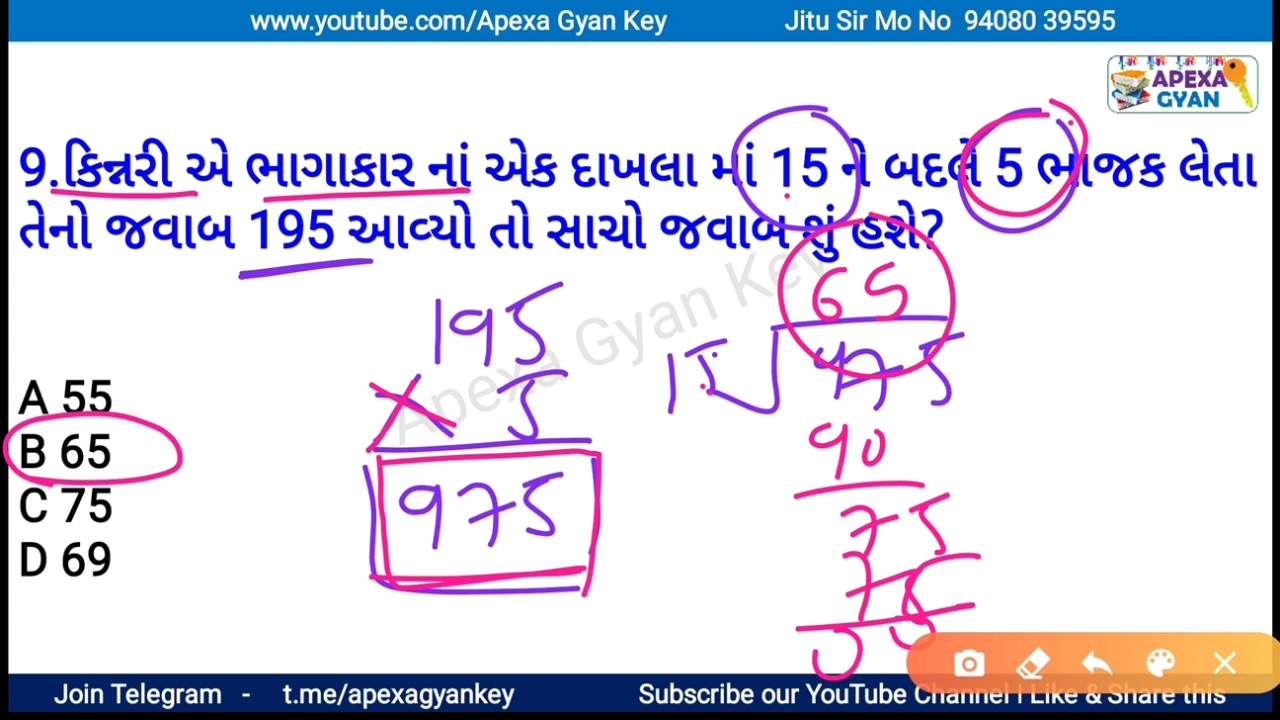 www.youtube.com/Apexa Gyan Key Jitu Sir Mo No 94080 39595
APEXA
GYAN
9.કિન્નરી એ ભાગાકાર નાં એક દાખલા માં 15 ને બદલે 5 ભાજક લેતા
તેનો જવાબ 195 આવ્યો તો સાચો જવાબ શું હશે?
Apexa Gyan Key
A 55
B 65
C 75
D 69
195
× 5
975
65
15 975
90
75
75
Join Telegram - t.me/apexagyankey Subscribe our YouTube Channel I Like & Share this